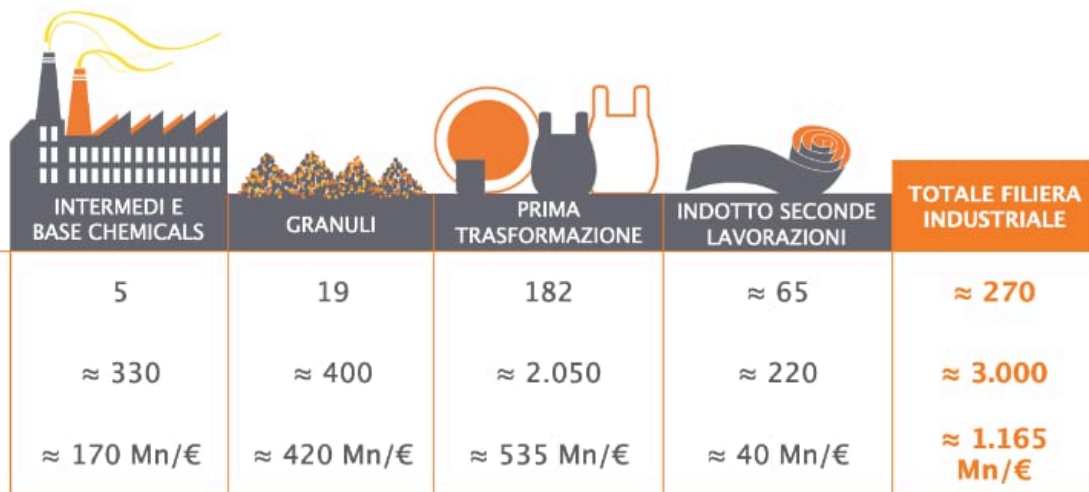 INTERMEDI E
BASE CHEMICALS
GRANULI
PRIMA
TRASFORMAZIONE
INDOTTO SECONDE
LAVORAZIONI
TOTALE FILIERA
INDUSTRIALE
5 19 182 ≈ 65 ≈ 270
≈ 330 ≈ 400 ≈ 2.050 ≈ 220 ≈ 3.000
≈ 170 Mn/€ ≈ 420 Mn/€ ≈ 535 Mn/€ ≈ 40 Mn/€ ≈ 1.165
Mn/€